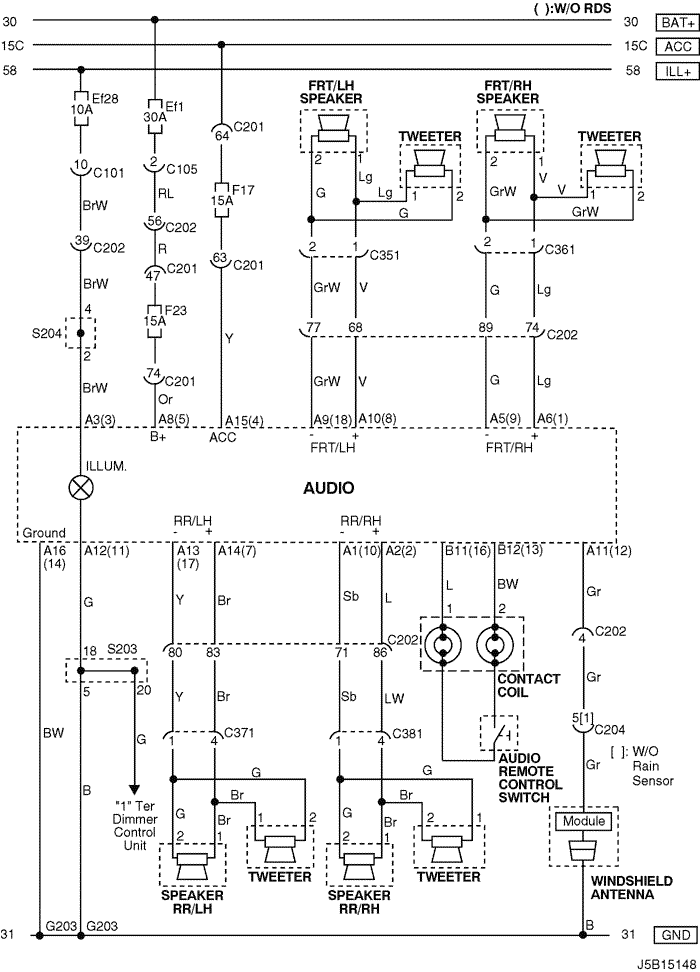 ( ):W/O RDS
30 30 BAT+
15C 15C ACC
58 58 ILL+
FRT/LH SPEAKER
FRT/RH SPEAKER
Ef28 10A
Ef1 30A
64 C201
TWEETER
TWEETER
2 1
2 1
10 C101
2 C105
F17 15A
G Lg Lg 1 2 G
GrW V V 1 2 GrW
BrW
RL
56 C202
R
39 C202
47 C201
63 C201
2 1 C351
2 1 C361
BrW
GrW V
G Lg
4
S204
2
F23 15A
77 68 89 74 C202
Y
74 C201
BrW
Or
GrW V
G Lg
A3(3) A8(5) A15(4) A9(18) A10(8) A5(9) A6(1)
B+ ACC - + - +
FRT/LH FRT/RH
ILLUM.
AUDIO
RR/LH RR/RH
- + - +
Ground
A16 (14) A12(11) A13 (17) A14(7) A1(10) A2(2) B11(16) B12(13) A11(12)
G Y Br Sb L L BW Gr
1 2
4 C202
18 S203
80 83 71 86 C202
CONTACT COIL
5 20
Y Br Sb LW
Gr
BW
G
1 4 C371
1 4 C381
5[1] C204
[ ]: W/O Rain Sensor
AUDIO REMOTE CONTROL SWITCH
B
G G
Gr
"1" Ter Dimmer Control Unit
Br Br
G Br 1 2
G Br 2 1
2 1 2 1
Module
TWEETER TWEETER
SPEAKER RR/LH
SPEAKER RR/RH
WINDSHIELD ANTENNA
B
31 G203 G203 31 GND
J5B15148